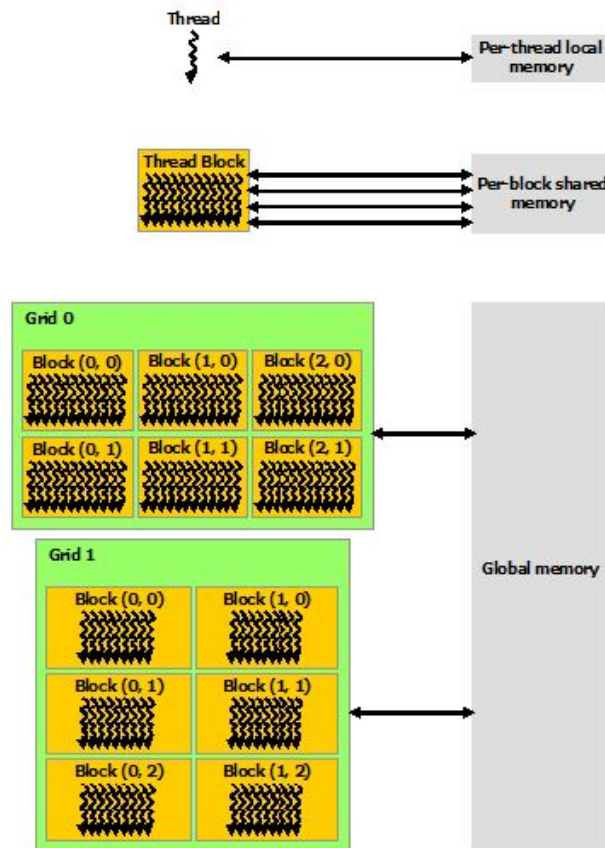 Thread
Per-thread local
memory
Thread Block
Per-block shared
memory
Grid 0
Block (0, 0) Block (1, 0) Block (2, 0)
Block (0, 1) Block (1, 1) Block (2, 1)
Grid 1
Block (0, 0) Block (1, 0)
Global memory
Block (0, 1) Block (1, 1)
Block (0, 2) Block (1, 2)